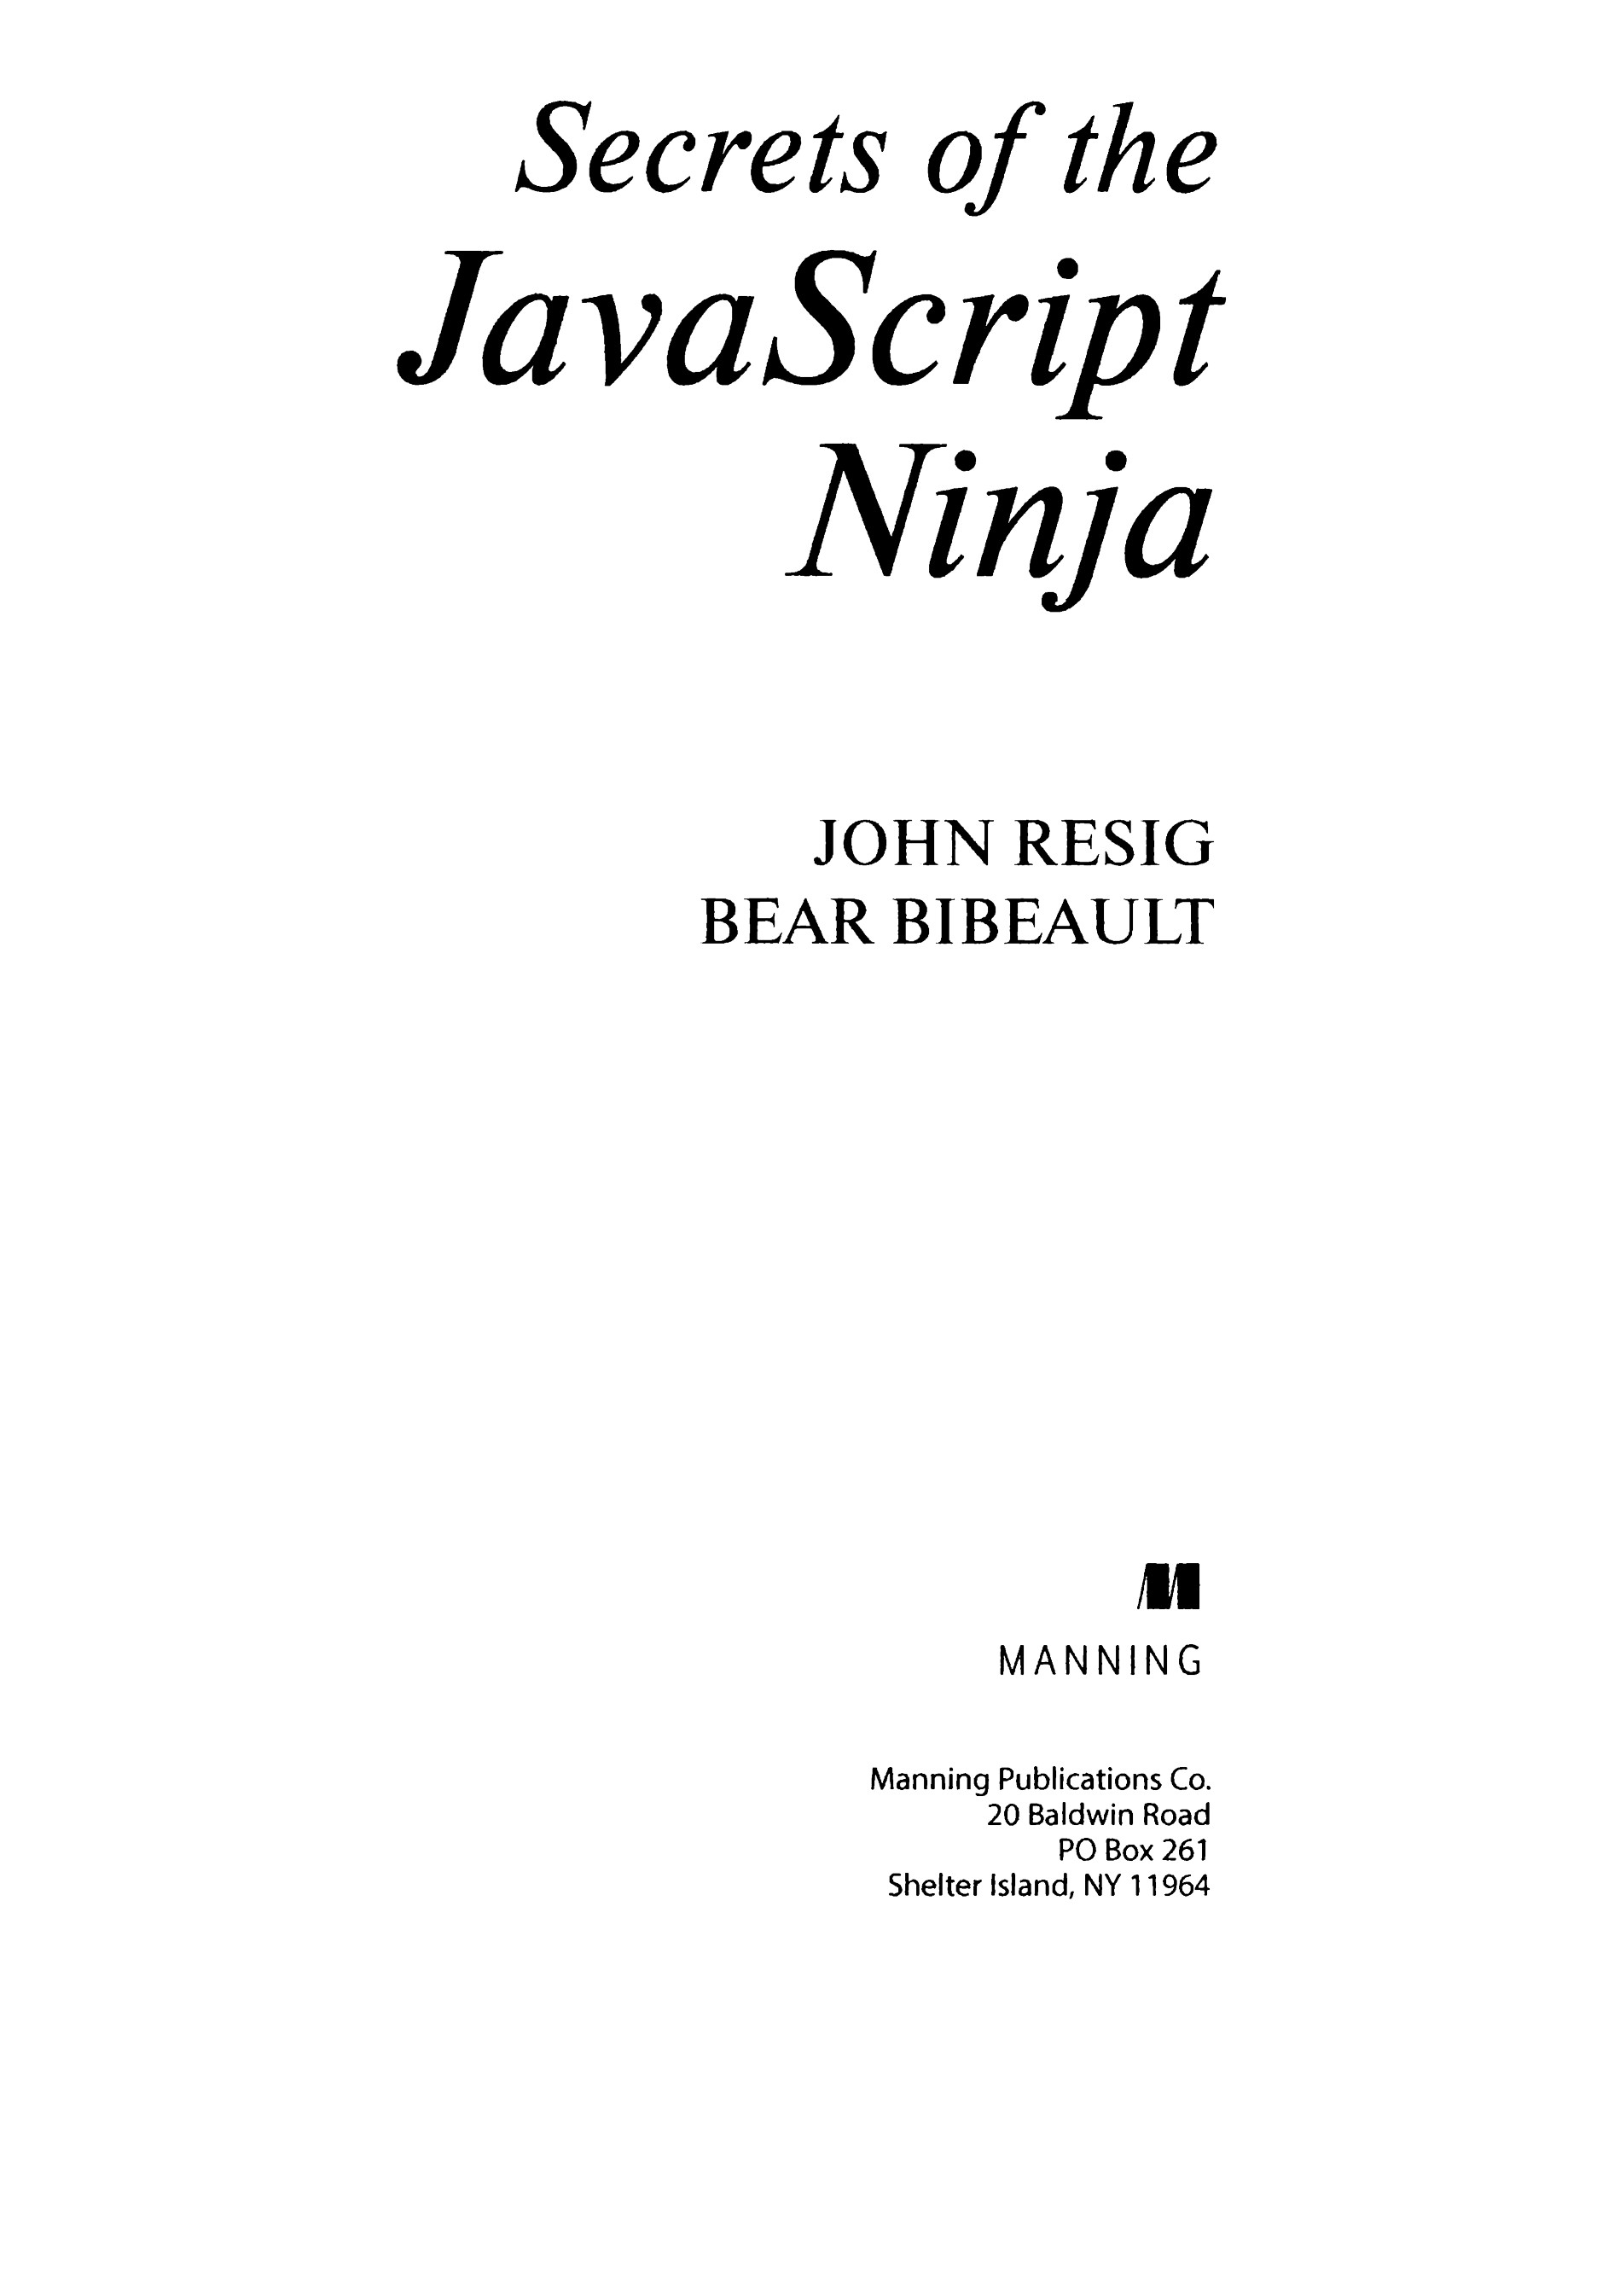 Secrets of the
JavaScript
Ninja
JOHN RESIG
BEAR BIBEAULT
MANNING
Manning Publications Co.
20 Baldwin Road
PO Box 261
Shelter Island, NY 11964